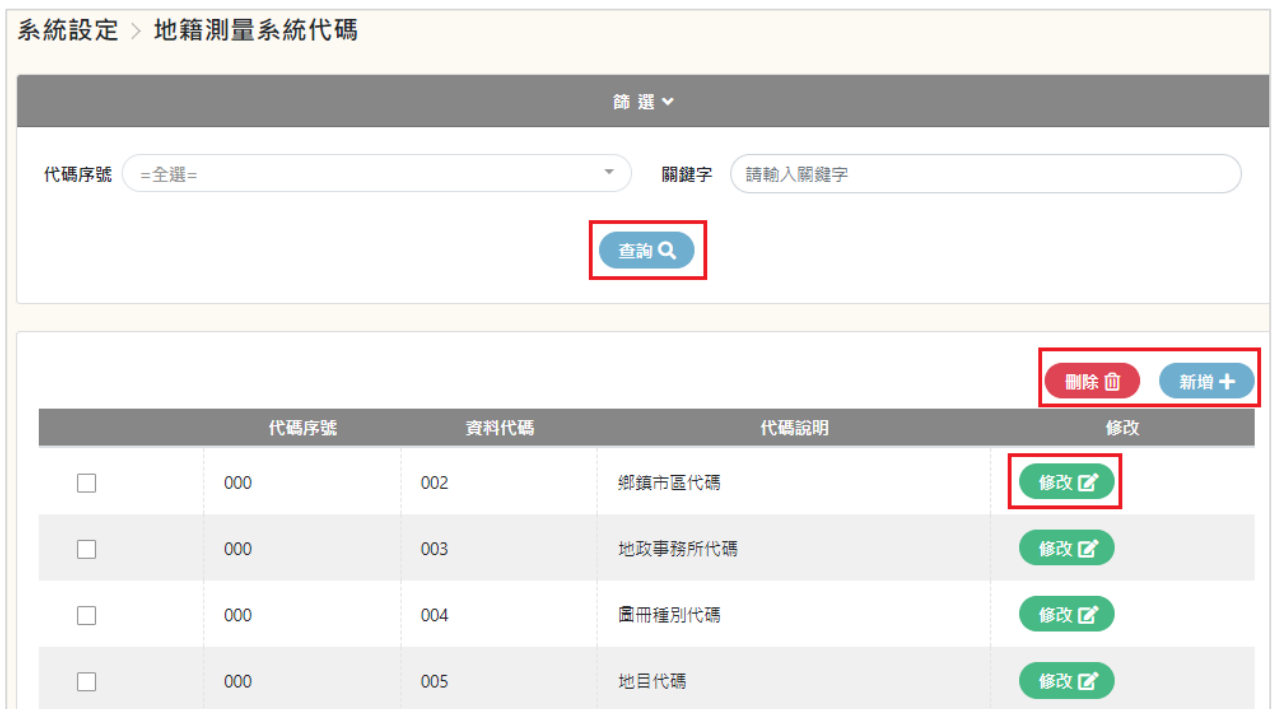 系統設定 > 地籍測量系統代碼
篩 選
代碼序號 =全選= 關鍵字 請輸入關鍵字
查詢
刪除 新增
代碼序號 資料代碼 代碼說明 修改
000 002 鄉鎮市區代碼 修改
000 003 地政事務所代碼 修改
000 004 圖冊種別代碼 修改
000 005 地目代碼 修改